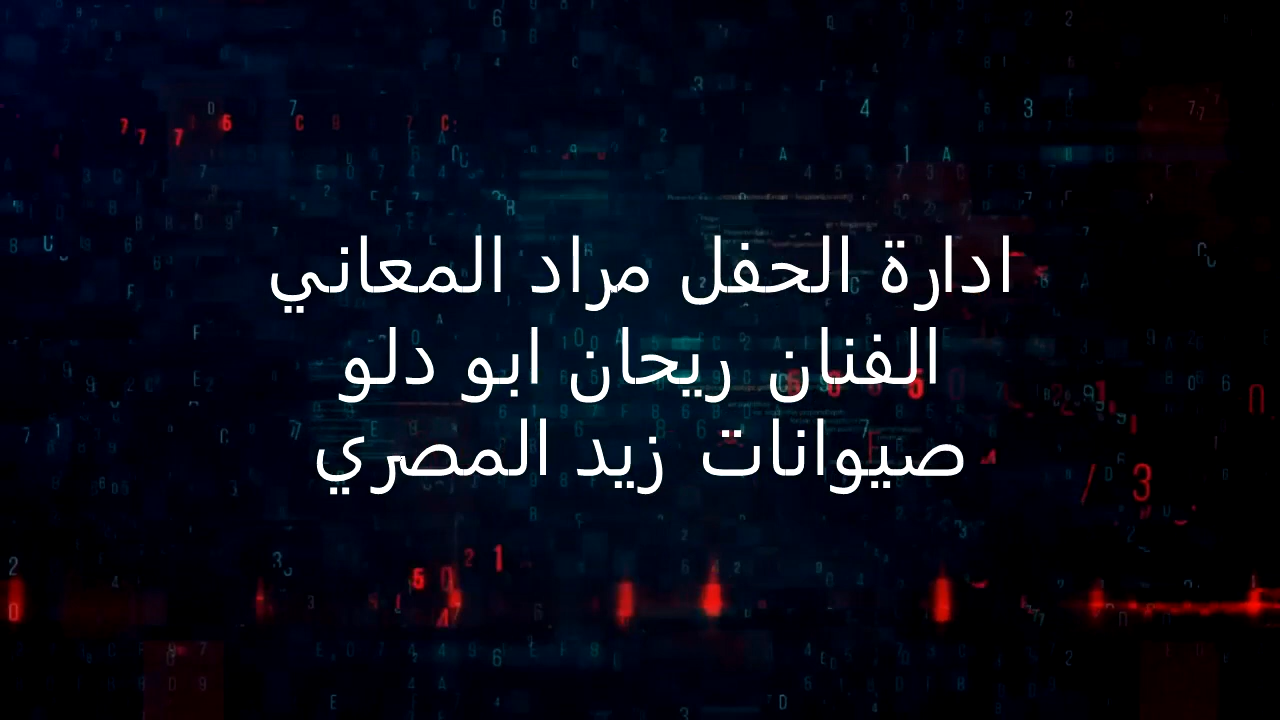 ادارة الحفل مراد المعاني
الفنان ريحان ابو دلو
صيوانات زيد المصري